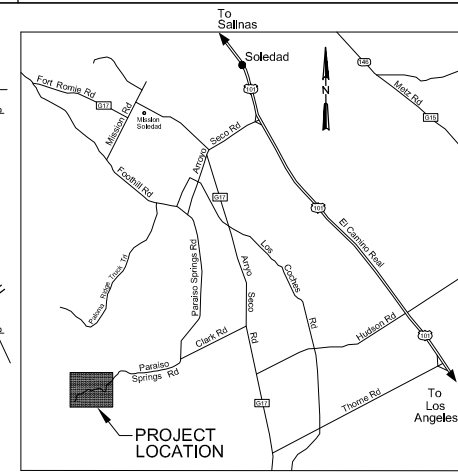 To
Salinas
Soledad
146
101
Fort Romie Rd
G17
Mission Rd
Mission
Soledad
Metz Rd
G15
N
Seco Rd
Arroyo
Foothill Rd
G17
101
El Camino Real
Paloma Ridge Truck Trl
Paraiso Springs Rd
Los
Coches
Rd
Arryo
Seco
Rd
Clark Rd
Hudson Rd
101
Paraiso
Springs Rd
G17
Thorne Rd
To
Los
Angeles
PROJECT
LOCATION